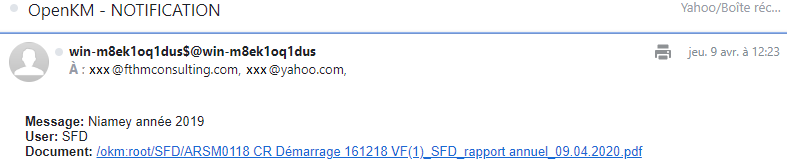 OpenKM - NOTIFICATION
Yahoo/Boîte réc...
win-m8ek1oq1dus$@win-m8ek1oq1dus
jeu. 9 avr. à 12:23
À : xxx@fthmconsulting.com, xxx@yahoo.com,
Message: Niamey année 2019
User: SFD
Document: /okm:root/SFD/ARSM0118 CR Démarrage 161218 VF(1)_SFD_rapport annuel_09.04.2020.pdf